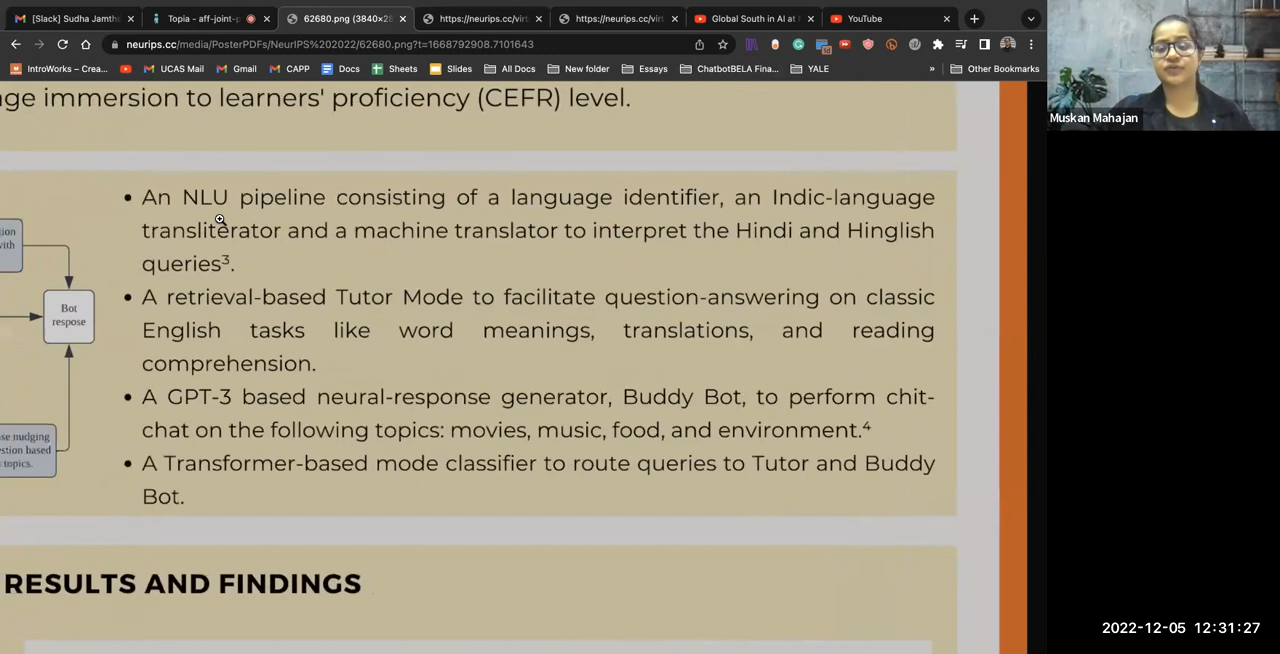 [Slack] Sudha Jamthe
Topia - aff-joint-p
62680.png (3840×28
https://neurips.cc/virt
https://neurips.cc/virt
Global South in AI at
YouTube
neurips.cc/media/PosterPDFs/NeurIPS%202022/62680.png?t=1668792908.7101643
IntroWorks – Crea...
UCAS Mail
Gmail
CAPP
Docs
Sheets
Slides
All Docs
New folder
Essays
ChatbotBELA Fina...
YALE
»
Other Bookmarks
Muskan Mahajan
ge immersion to learners' proficiency (CEFR) level.
tion
with
Bot
respose
se nudging
estion based
topics.
• An NLU pipeline consisting of a language identifier, an Indic-language
transliterator and a machine translator to interpret the Hindi and Hinglish
queries³.
• A retrieval-based Tutor Mode to facilitate question-answering on classic
English tasks like word meanings, translations, and reading
comprehension.
• A GPT-3 based neural-response generator, Buddy Bot, to perform chit-
chat on the following topics: movies, music, food, and environment.⁴
• A Transformer-based mode classifier to route queries to Tutor and Buddy
Bot.
RESULTS AND FINDINGS
2022-12-05 12:31:27